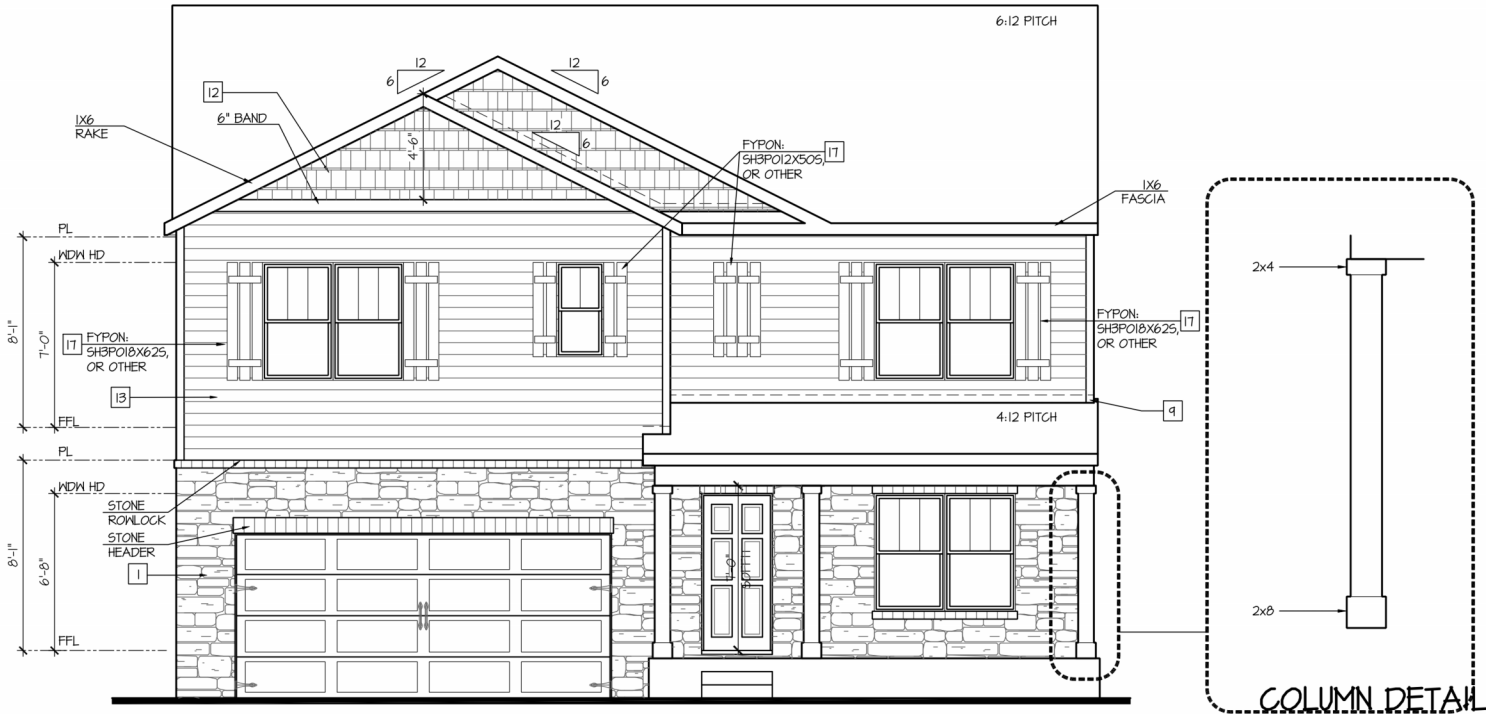 6:12 PITCH
12
6
12
6
12
6" BAND
1X6
RAKE
4'-6"
12
6
FYPON:
SH3PO12X50S,
OR OTHER
17
1X6
FASCIA
PL
WDW HD
8'-1"
7'-0"
17
FYPON:
SH3PO18X62S,
OR OTHER
FYPON:
SH3PO18X62S,
OR OTHER
17
13
9
4:12 PITCH
FFL
PL
WDW HD
STONE
ROWLOCK
STONE
HEADER
8'-1"
6'-8"
1
FFL
7'-0"
2x4
2x8
COLUMN DETAIL